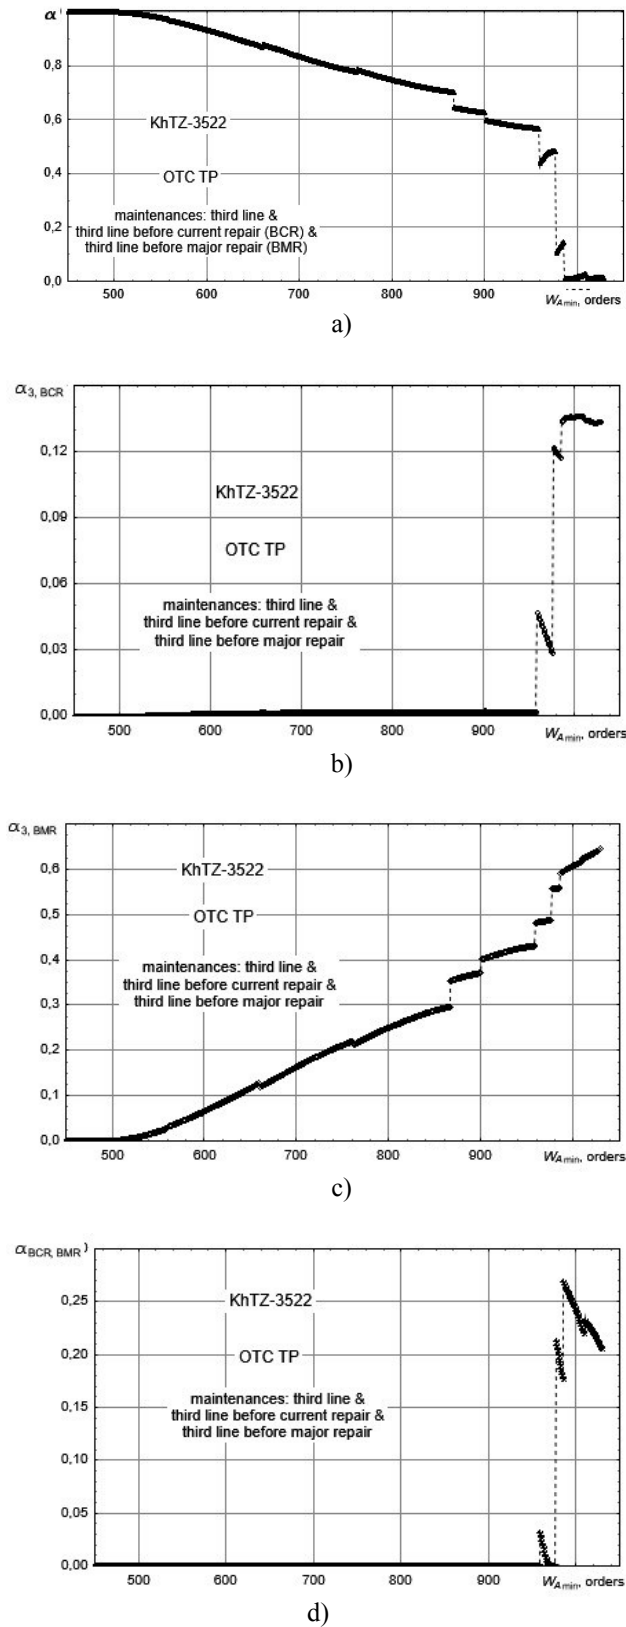 α
1,0
0,8
KhTZ-3522
0,6
0,4
OTC TP
maintenances: third line &
third line before current repair (BCR) &
third line before major repair (BMR)
0,2
0,0
500 600 700 800 900 W A min, orders
a)
α3, BCR
0,12
KhTZ-3522
0,09
OTC TP
0,06
maintenances: third line &
third line before current repair &
third line before major repair
0,03
0,00
500 600 700 800 900 W A min, orders
b)
α3, BMR
0,6
KhTZ-3522
0,5
OTC TP
0,4
maintenances: third line &
third line before current repair &
third line before major repair
0,3
0,2
0,1
0,0
500 600 700 800 900 W A min, orders
c)
αBCR, BMR
0,25
KhTZ-3522
0,20
OTC TP
0,15
maintenances: third line &
third line before current repair &
third line before major repair
0,10
0,05
0,00
500 600 700 800 900 W A min, orders
d)